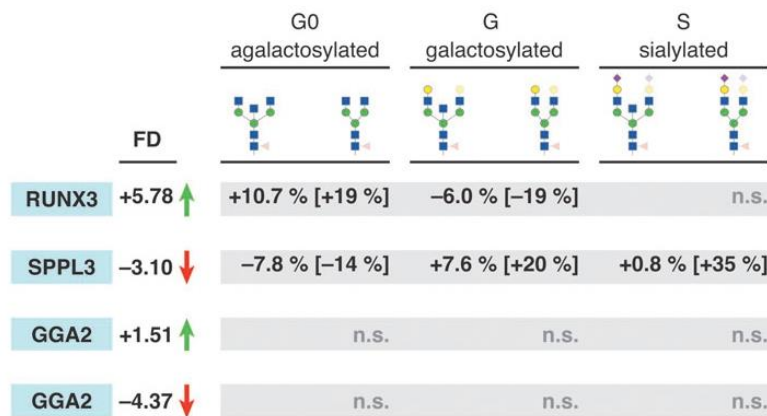 G0 G S
agalactosylated galactosylated sialylated
FD
RUNX3 +5.78 +10.7 % [+19 %] −6.0 % [−19 %] n.s.
SPPL3 −3.10 −7.8 % [−14 %] +7.6 % [+20 %] +0.8 % [+35 %]
GGA2 +1.51 n.s. n.s. n.s.
GGA2 −4.37 n.s. n.s. n.s.